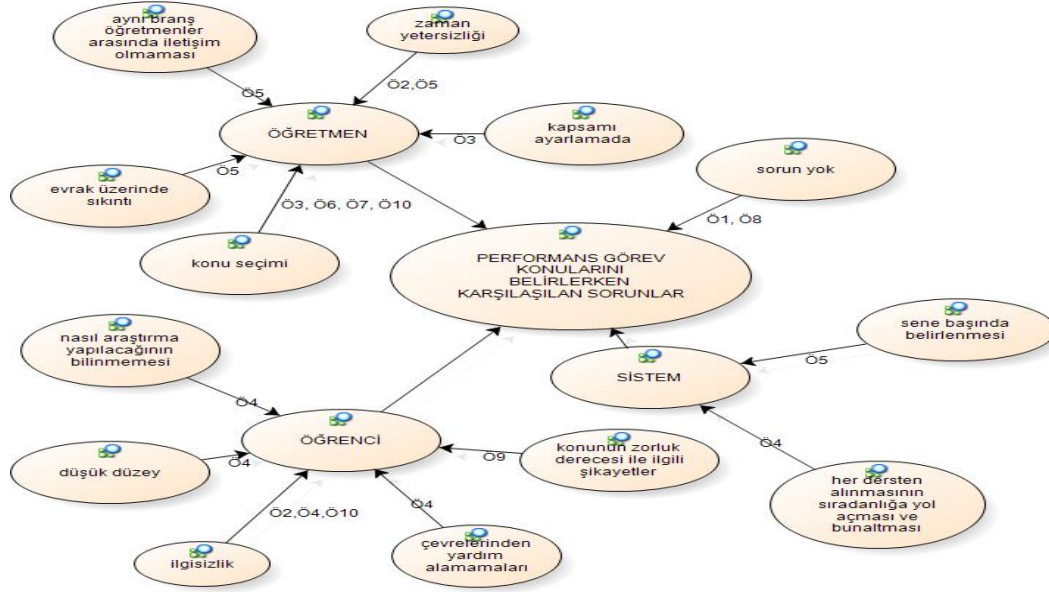 aynı branş
öğretmenler
arasında iletişim
olmaması
zaman
yetersizliği
Ö5
Ö2,Ö5
ÖĞRETMEN
kapsamı
ayarlamada
Ö3
evrak üzerinde
sıkıntı
Ö5
sorun yok
Ö1, Ö8
Ö3, Ö6, Ö7, Ö10
konu seçimi
PERFORMANS GÖREV
KONULARINI
BELİRLERKEN
KARŞILAŞILAN SORUNLAR
nasıl araştırma
yapılacağının
bilinmemesi
sene başında
belirlenmesi
Ö5
SİSTEM
Ö4
ÖĞRENCİ
Ö4
düşük düzey
Ö4
Ö9
konunun zorluk
derecesi ile ilgili
şikayetler
her dersten
alınmasının
sıradanlığa yol
açması ve
bunaltması
Ö2,Ö4,Ö10
Ö4
ilgisizlik
çevrelerinden
yardım
alamamaları